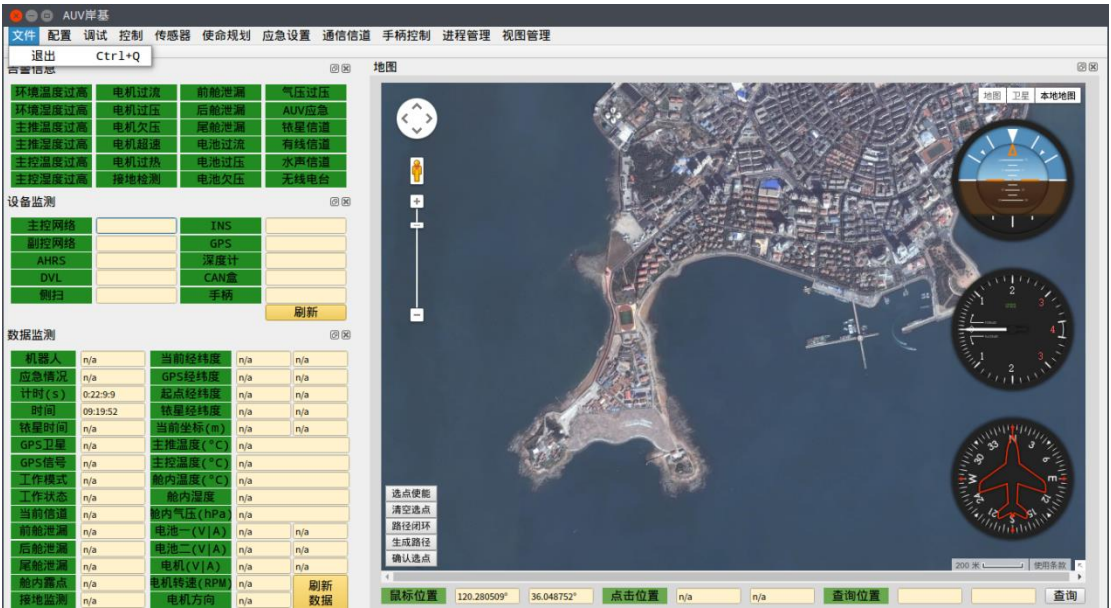 AUV岸基
文件 配置 调试 控制 传感器 使命规划 应急设置 通信信道 手柄控制 进程管理 视图管理
退出 Ctrl+Q
告警信息
环境温度过高 电机过流 前舱泄漏 气压过压
环境湿度过高 电机过压 后舱泄漏 AUV应急
主推温度过高 电机欠压 尾舱泄漏 铱星信道
主推湿度过高 电机超速 电池过流 有线信道
主控温度过高 电机过热 电池过压 水声信道
主控湿度过高 接地检测 电池欠压 无线电台
设备监测
主控网络 INS
副控网络 GPS
AHRS 深度计
DVL CAN盒
侧扫 手柄
刷新
数据监测
机器人 n/a 当前经纬度 n/a n/a
应急情况 n/a GPS经纬度 n/a n/a
计时(s) 0:22:9:9 起点经纬度 n/a n/a
时间 09:19:52 铱星经纬度 n/a n/a
铱星时间 n/a 当前坐标(m) n/a n/a
GPS卫星 n/a 主推温度(°C) n/a
GPS信号 n/a 主控温度(°C) n/a
工作模式 n/a 舱内温度(°C) n/a
工作状态 n/a 舱内湿度 n/a
当前信道 n/a 舱内气压(hPa) n/a
前舱泄漏 n/a 电池一(V|A) n/a n/a
后舱泄漏 n/a 电池二(V|A) n/a n/a
尾舱泄漏 n/a 电机(V|A) n/a n/a
舱内露点 n/a 电机转速(RPM) n/a
接地监测 n/a 电机方向 n/a
刷新
数据
地图
地图 卫星 本地地图
2
1 3
4
1 3
2
N 3 6 E 12 15 S 21 W 30 33
选点使能
清空选点
路径闭环
生成路径
确认选点
200 米 使用条款
鼠标位置 120.280509° 36.048752° 点击位置 n/a n/a 查询位置 查询